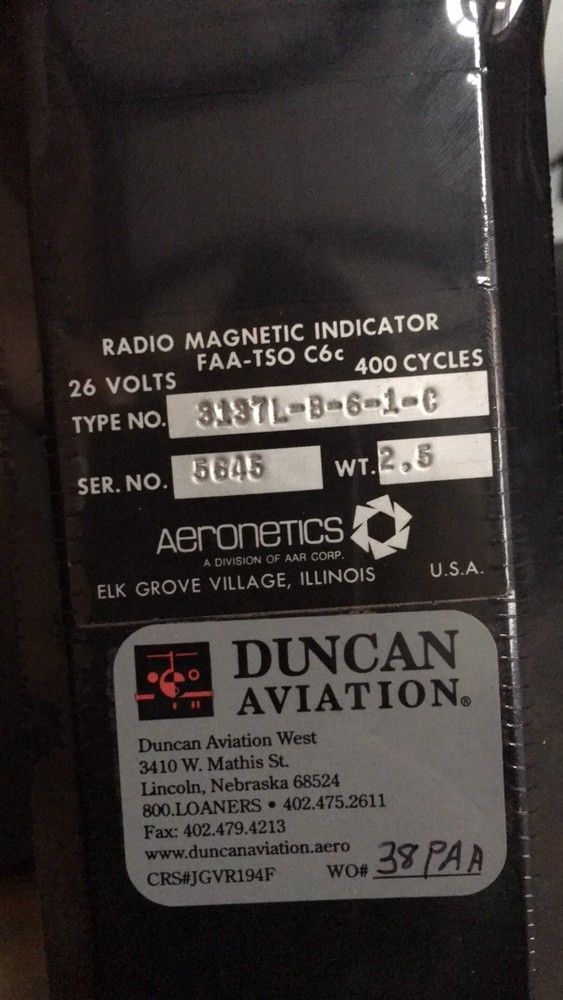 RADIO MAGNETIC INDICATOR
FAA-TSO C6c
26 VOLTS 400 CYCLES
TYPE NO. 3137L-B-6-1-C
SER. NO. 5645 WT. 2.5
AERONETICS
A DIVISION OF AAR CORP.
ELK GROVE VILLAGE, ILLINOIS U.S.A.
DUNCAN
AVIATION®
Duncan Aviation West
3410 W. Mathis St.
Lincoln, Nebraska 68524
800.LOANERS • 402.475.2611
Fax: 402.479.4213
www.duncanaviation.aero
CRS#JGVR194F WO# 38PAA